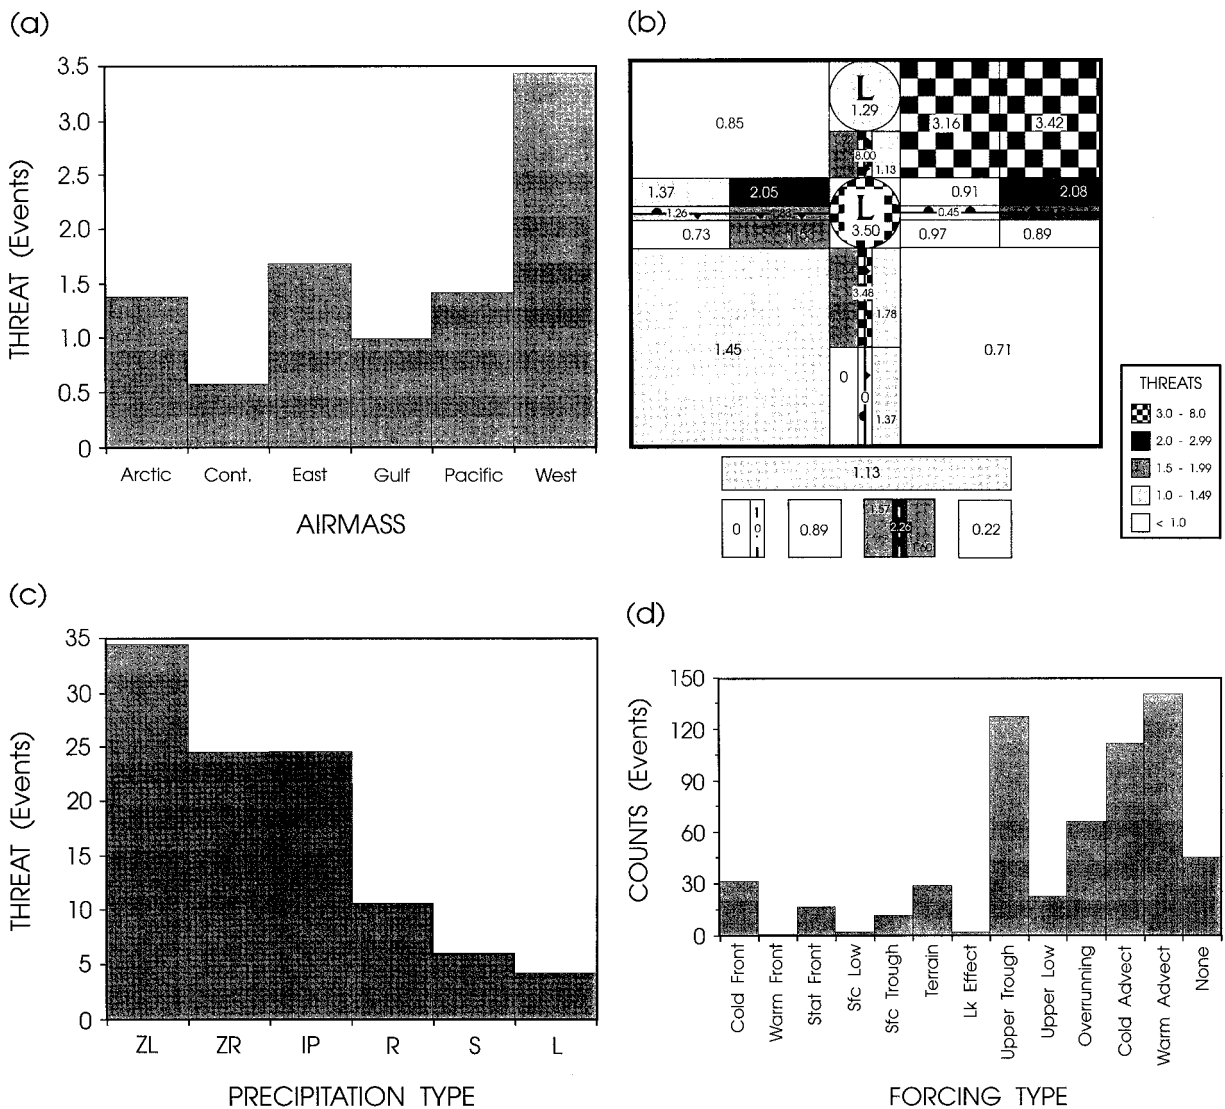 (a)
3.5
3.0
2.5
2.0
1.5
1.0
0.5
0
THREAT (Events)
Arctic Cont. East Gulf Pacific West
AIRMASS
(b)
L
1.29
0.85
3.16
3.42
8.00
1.13
1.37
2.05
0.91
2.08
L
3.50
1.26
0.45
0.73
0.97
0.89
3.48
1.78
1.45
0.71
0
0
1.37
1.13
0 0
0.89
1.57
2.26
1.60
0.22
THREATS
3.0 - 8.0
2.0 - 2.99
1.5 - 1.99
1.0 - 1.49
< 1.0
(c)
35
30
25
20
15
10
5
0
THREAT (Events)
ZL ZR IP R S L
PRECIPITATION TYPE
(d)
150
120
90
60
30
0
COUNTS (Events)
Cold Front
Warm Front
Stat Front
Sfc Low
Sfc Trough
Terrain
Lk Effect
Upper Trough
Upper Low
Overrunning
Cold Advect
Warm Advect
None
FORCING TYPE